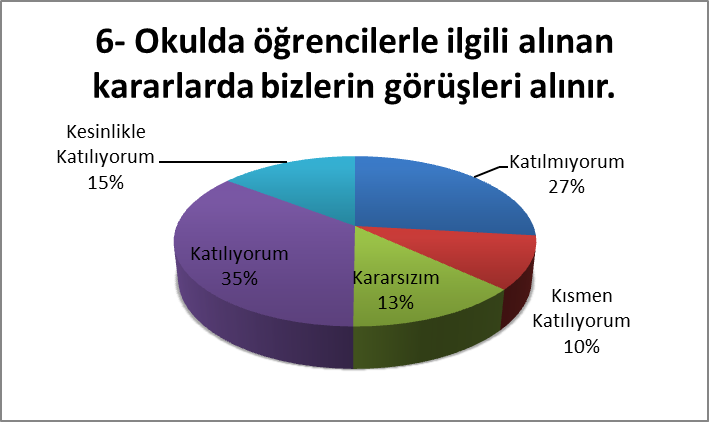 6- Okulda öğrencilerle ilgili alınan
kararlarda bizlerin görüşleri alınır.
Kesinlikle
Katılıyorum
15%
Katılmıyorum
27%
Katılıyorum
35%
Kararsızım
13%
Kısmen
Katılıyorum
10%